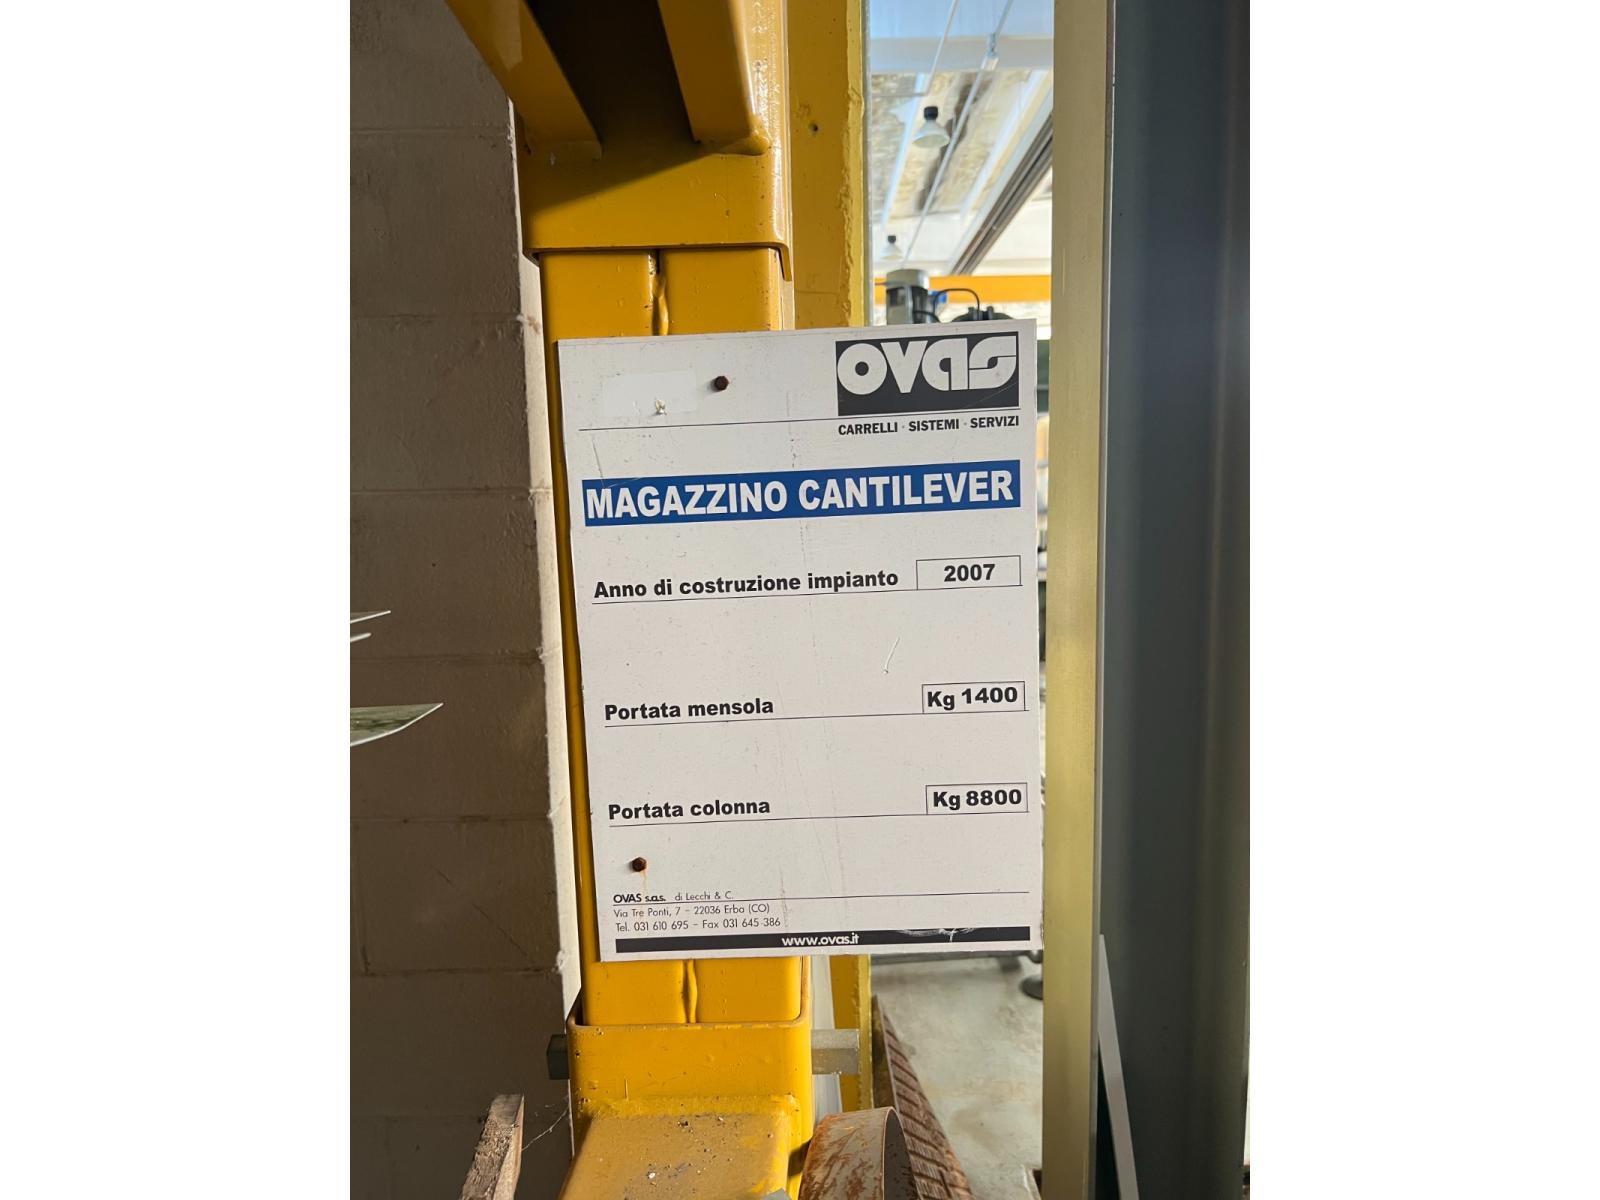 ovas
CARRELLI - SISTEMI - SERVIZI
MAGAZZINO CANTILEVER
Anno di costruzione impianto 2007
Portata mensola Kg 1400
Portata colonna Kg 8800
OVAS s.a.s. di Lecchi & C.
Via Tre Ponti, 7 - 22036 Erba (CO)
Tel. 031 610 695 - Fax 031 645 386
www.ovas.it